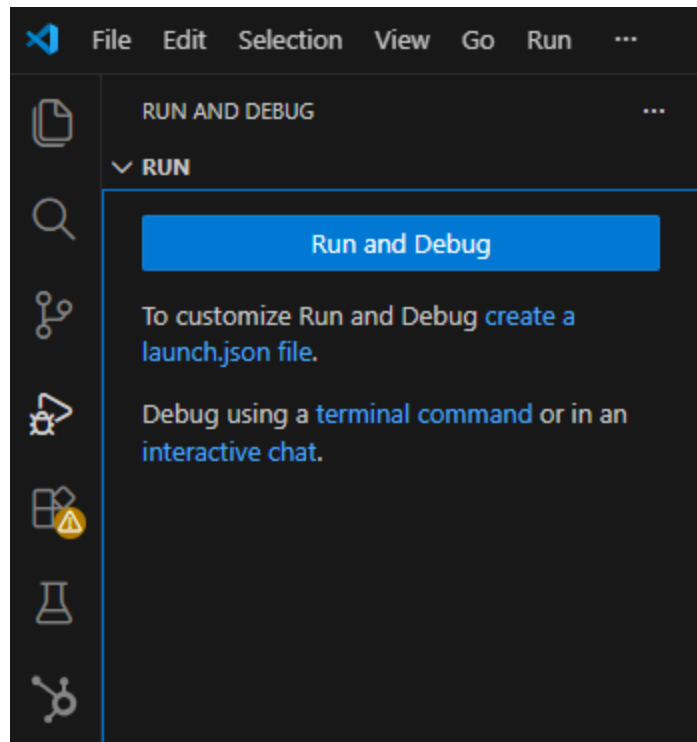 File Edit Selection View Go Run ...
RUN AND DEBUG ...
RUN
Run and Debug
To customize Run and Debug create a
launch.json file.
Debug using a terminal command or in an
interactive chat.